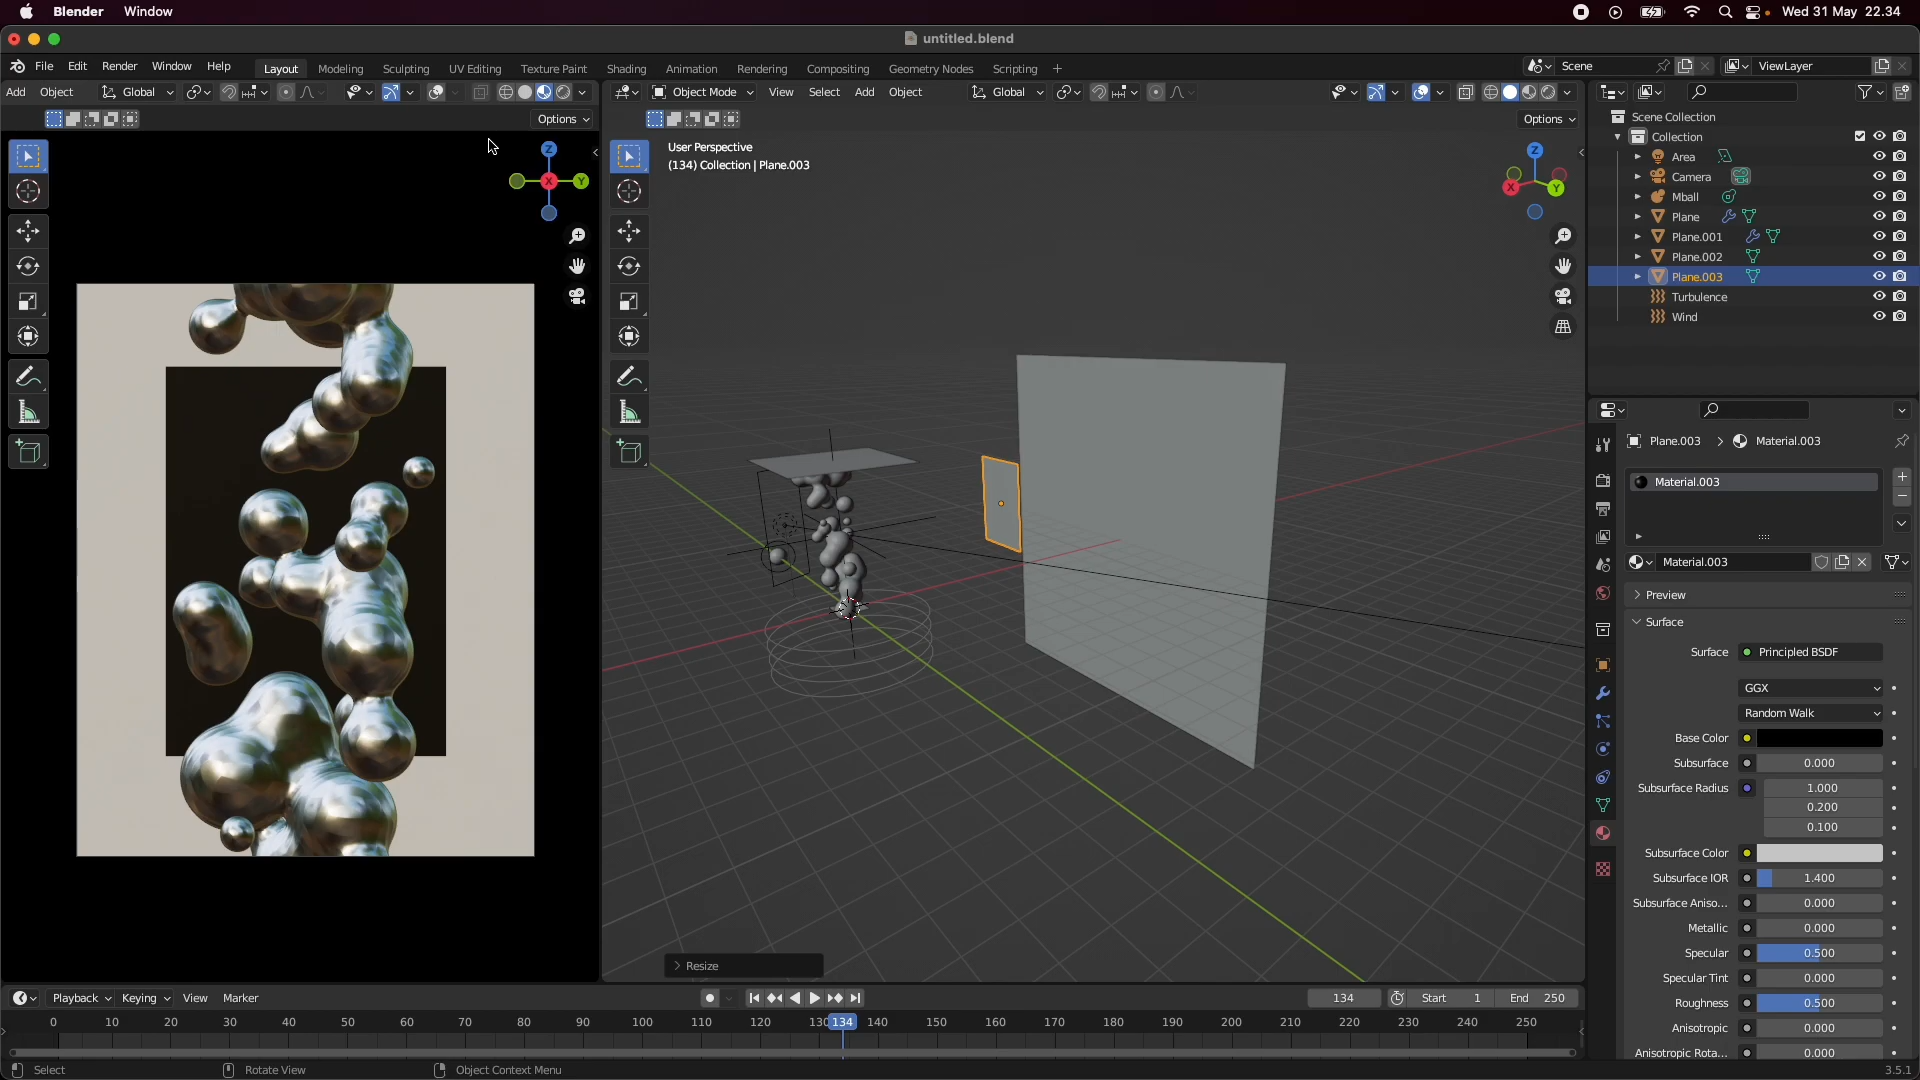 Blender Window Wed 31 May 22.34
untitled.blend
File Edit Render Window Help Layout Modeling Sculpting UV Editing Texture Paint Shading Animation Rendering Compositing Geometry Nodes Scripting + Scene ViewLayer
Add Object Global Object Mode View Select Add Object Global
Options Options
User Perspective
(134) Collection | Plane.003
Z
Y
X
Z
X
Y
Scene Collection
Collection
Area
Camera
Mball
Plane
Plane.001
Plane.002
Plane.003
Turbulence
Wind
Plane.003 > Material.003
Material.003
Material.003
Preview
Surface
Surface Principled BSDF
GGX
Random Walk
Base Color
Subsurface 0.000
Subsurface Radius 1.000
0.200
0.100
Subsurface Color
Subsurface IOR 1.400
Subsurface Aniso... 0.000
Metallic 0.000
Specular 0.500
Specular Tint 0.000
Roughness 0.500
Anisotropic 0.000
Anisotropic Rota... 0.000
> Resize
Playback Keying View Marker 134 Start 1 End 250
0 10 20 30 40 50 60 70 80 90 100 110 120 130 134 140 150 160 170 180 190 200 210 220 230 240 250
Select Rotate View Object Context Menu 3.5.1